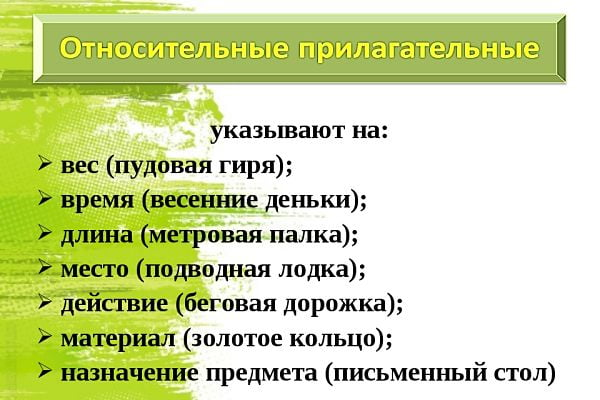 Относительные прилагательные
указывают на:
➢ вес (пудовая гиря);
➢ время (весенние деньки);
➢ длина (метровая палка);
➢ место (подводная лодка);
➢ действие (беговая дорожка);
➢ материал (золотое кольцо);
➢ назначение предмета (письменный стол)